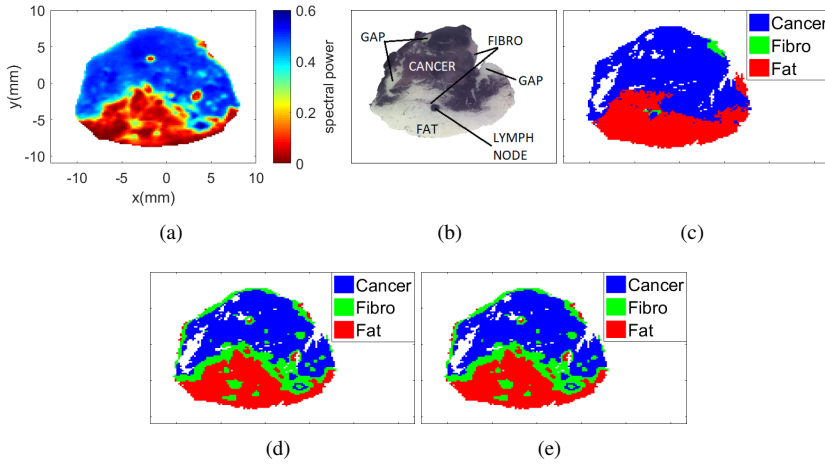 10
5
0
-5
-10
y(mm)
-10
-5
0
5
10
x(mm)
0.6
0.4
0.2
0
spectral power
GAP
FIBRO
CANCER
GAP
FAT
LYMPH
NODE
Cancer
Fibro
Fat
(a)
(b)
(c)
Cancer
Fibro
Fat
Cancer
Fibro
Fat
(d)
(e)